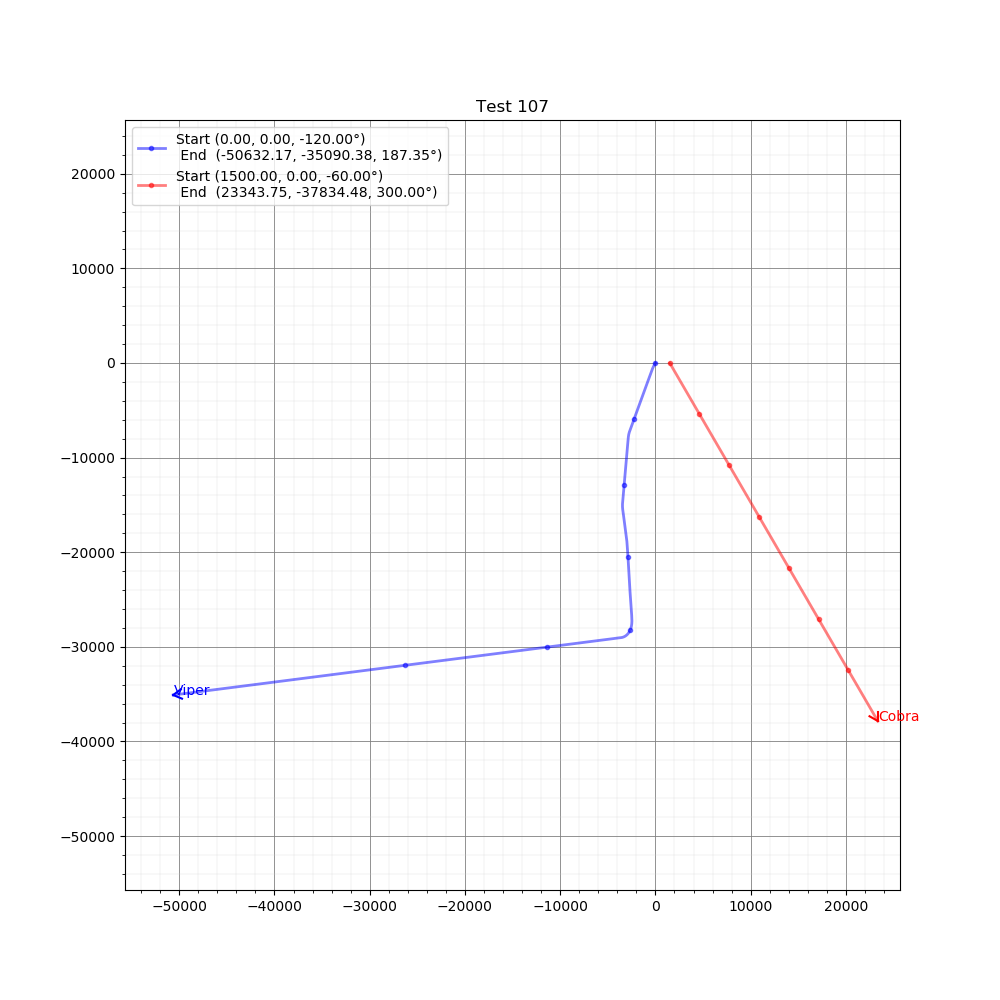 Test 107
Start (0.00, 0.00, -120.00°)
End  (-50632.17, -35090.38, 187.35°)
Start (1500.00, 0.00, -60.00°)
End  (23343.75, -37834.48, 300.00°)
20000
10000
0
−10000
−20000
−30000
−40000
−50000
Viper
Cobra
−50000 −40000 −30000 −20000 −10000 0 10000 20000